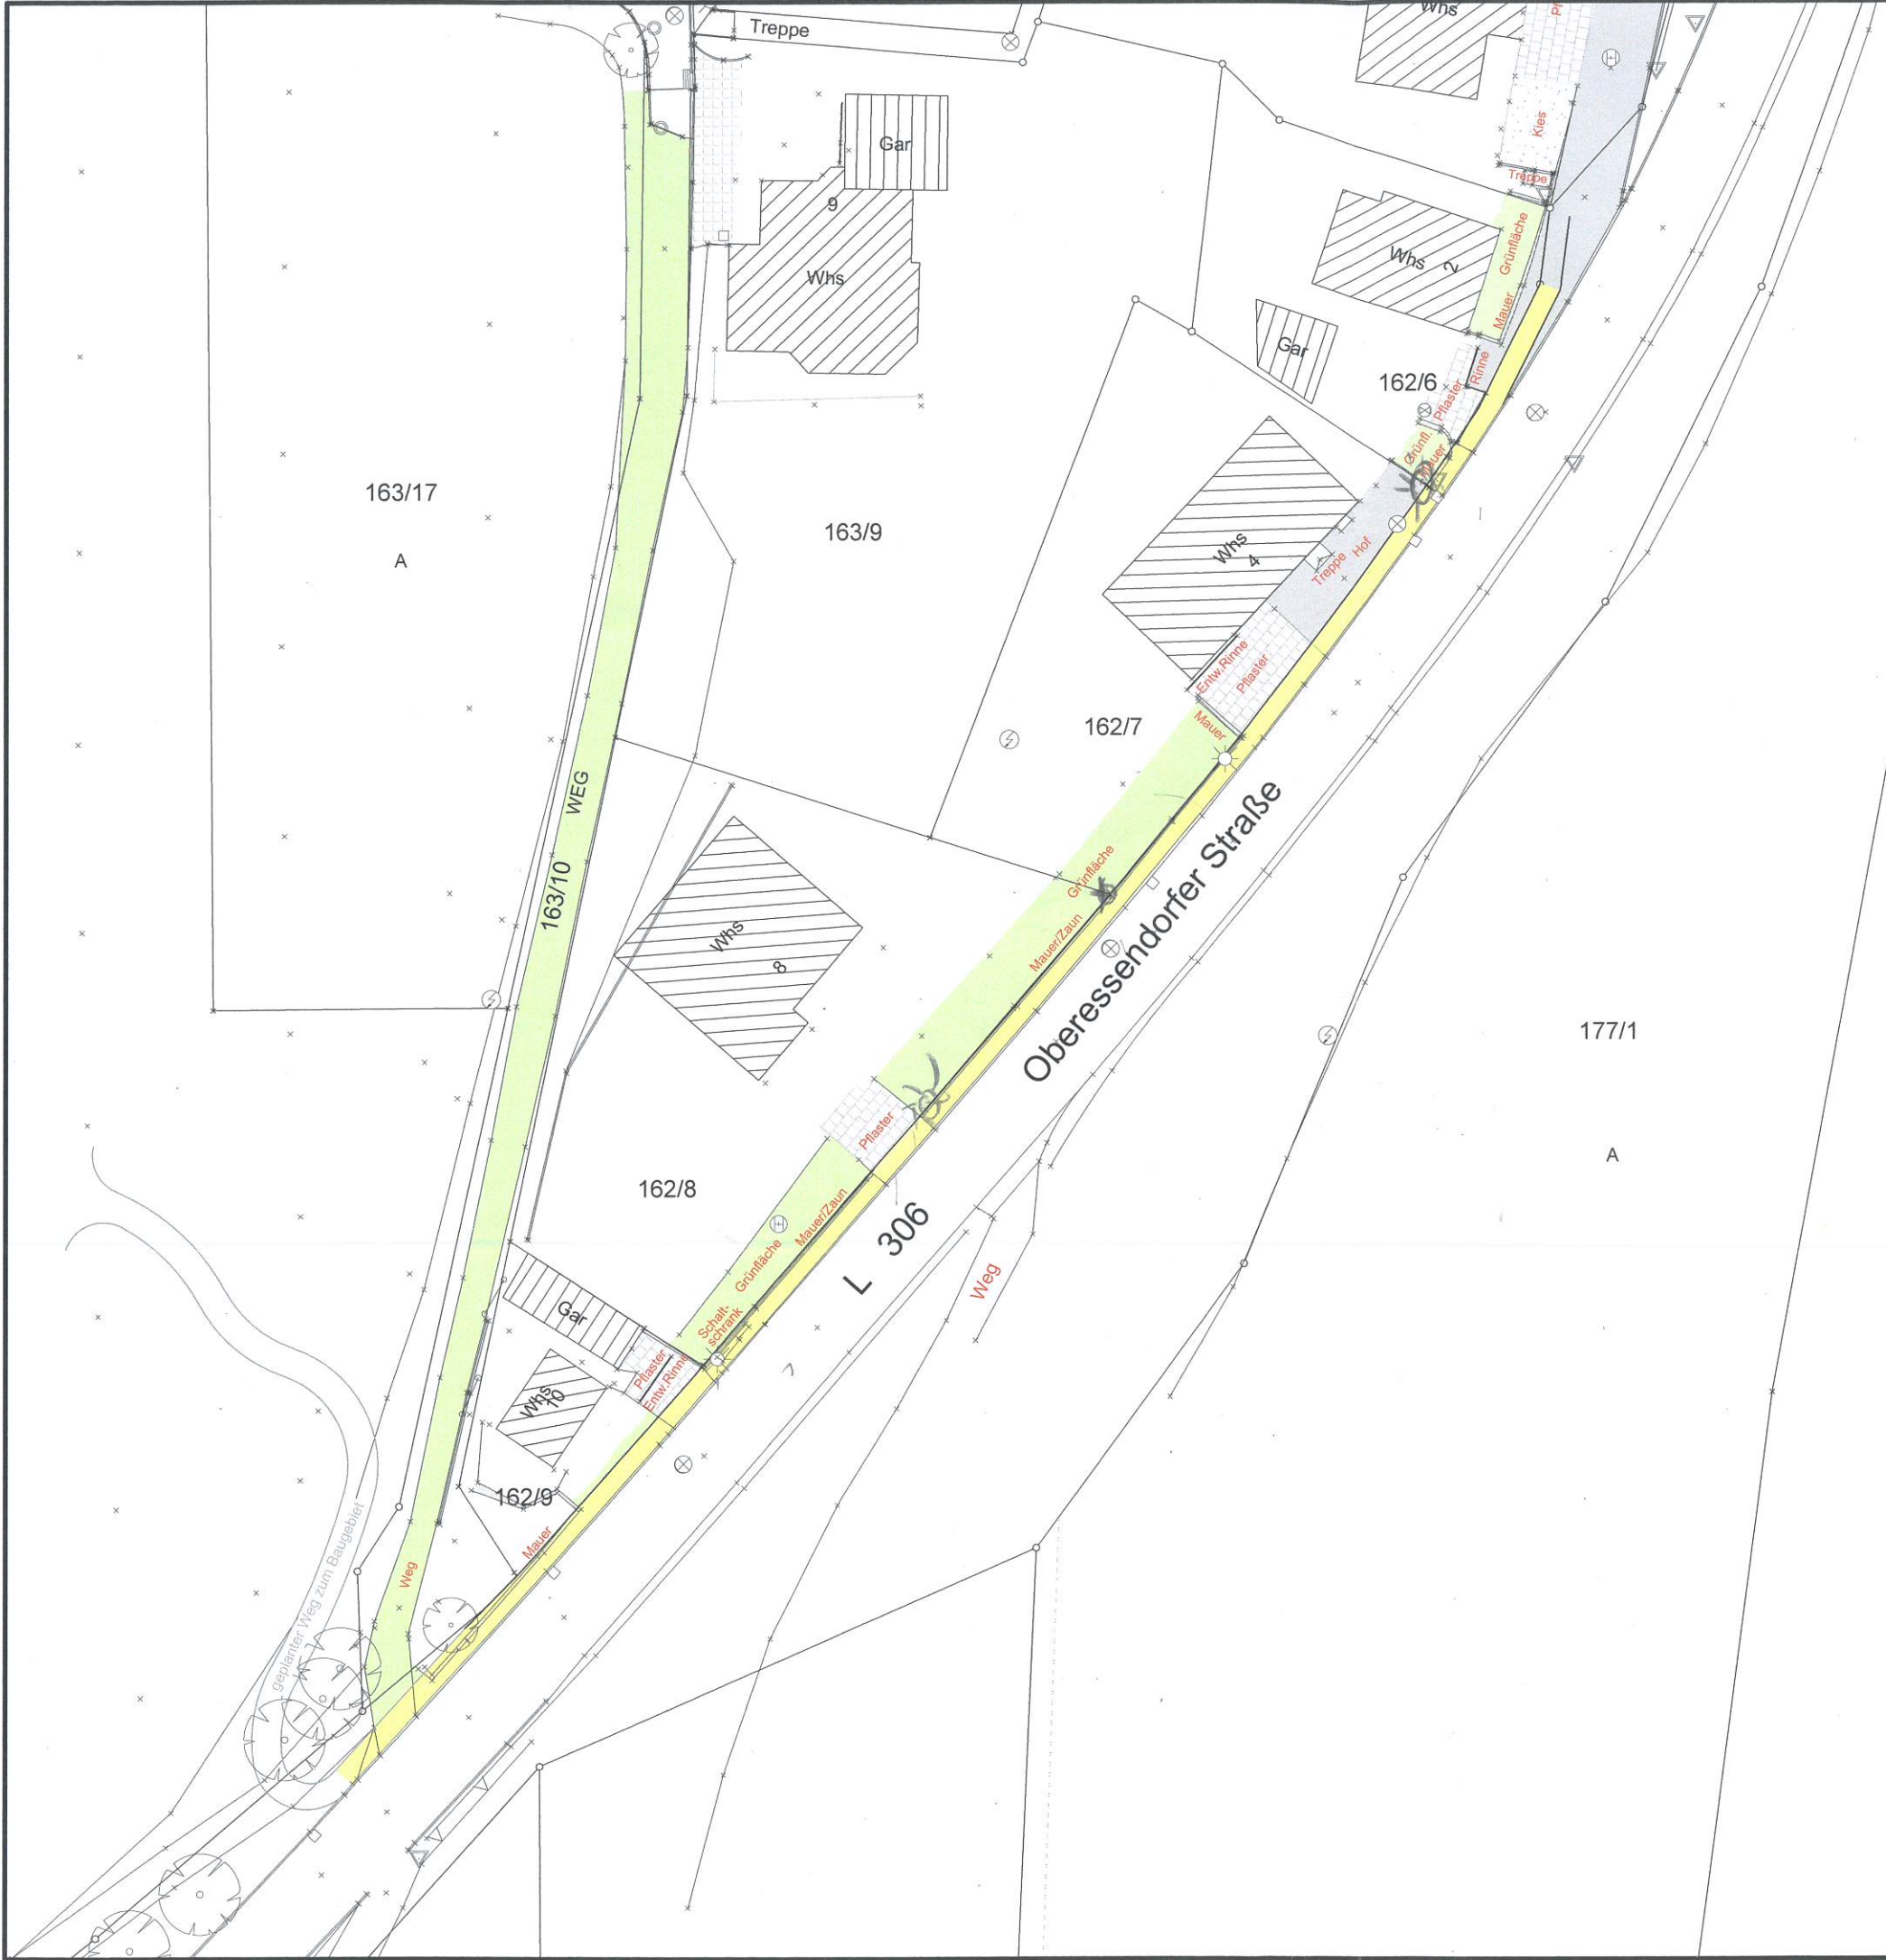 Treppe
Whs
Pf
Kies
Treppe
Gar
9
Whs
Grünfläche
Whs
2
Mauer
Gar
162/6
Rinne
Pflaster
Grünfl.
Mauer
163/17
A
163/9
Whs
4
Hof
Treppe
Entw.Rinne
Pflaster
Mauer
162/7
WEG
163/10
Grünfläche
Mauer/Zaun
Oberessendorfer Straße
Whs
8
177/1
A
Pflaster
162/8
Mauer/Zaun
Grünfläche
L 306
Weg
Schalt-
schrank
Gar
Pflaster
Entw.Rinne
Whs
10
162/9
Mauer
Weg
geplanter Weg zum Baugebiet